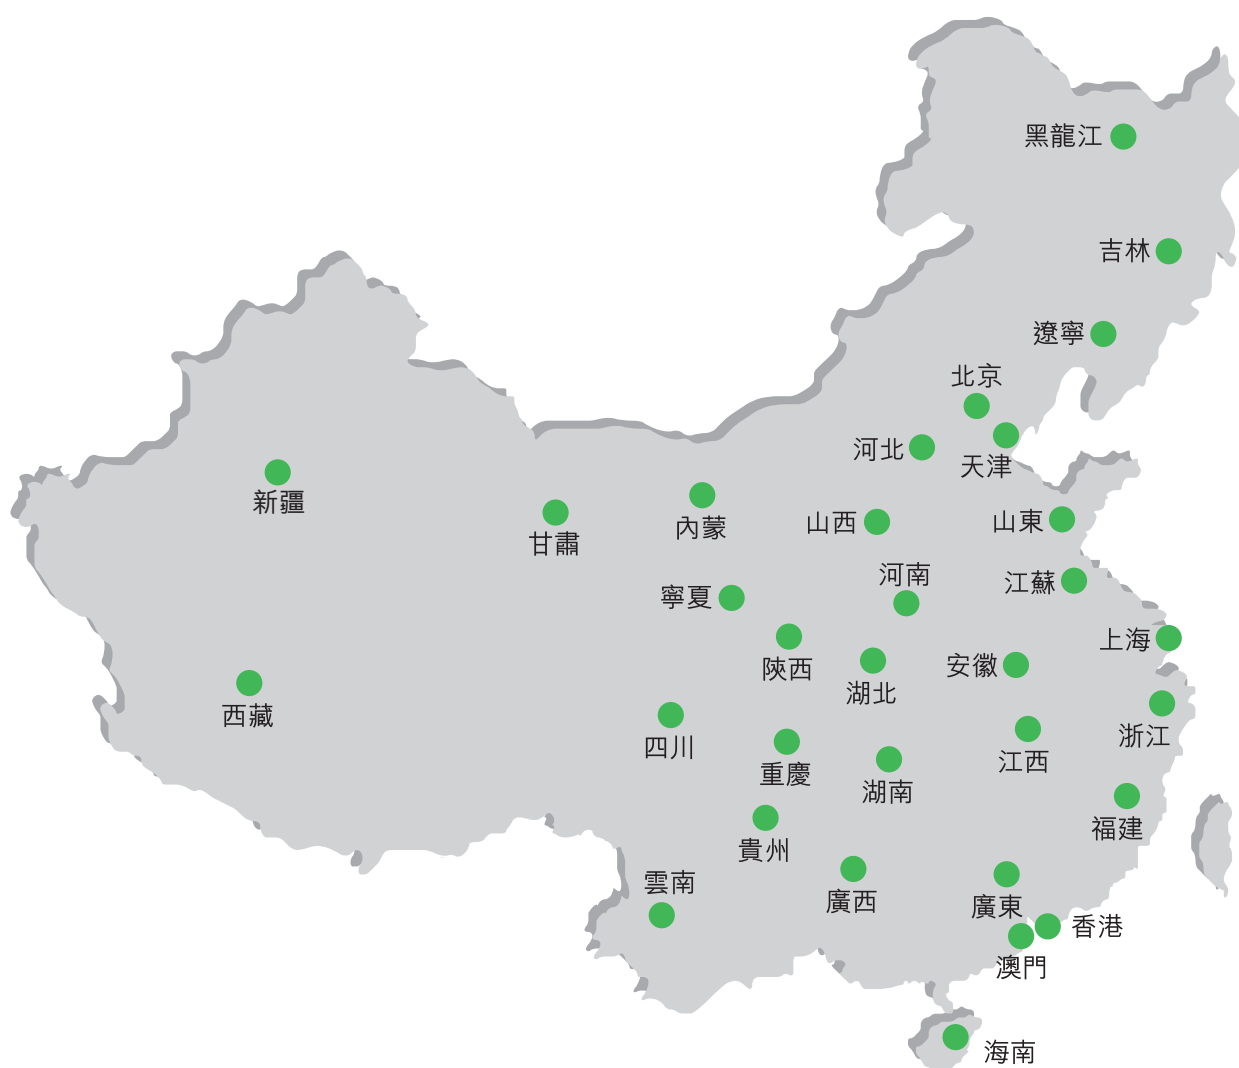 黑龍江
吉林
遼寧
北京
河北
天津
新疆
甘肅
內蒙
山西
山東
河南
江蘇
寧夏
上海
陝西
湖北
安徽
西藏
四川
浙江
重慶
江西
湖南
福建
貴州
雲南
廣西
廣東
香港
澳門
海南